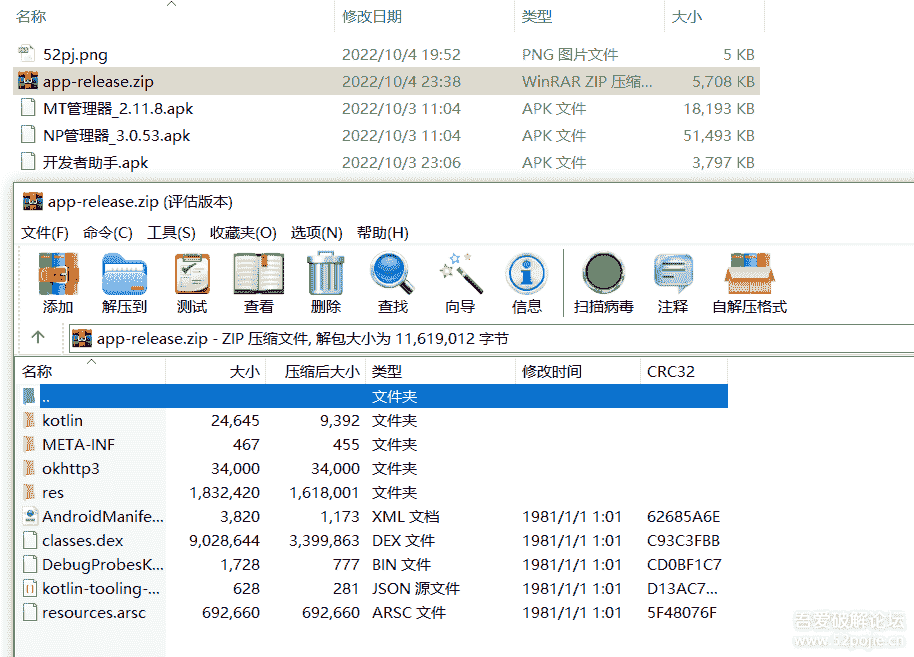 名称 修改日期 类型 大小
52pj.png 2022/10/4 19:52 PNG 图片文件 5 KB
app-release.zip 2022/10/4 23:38 WinRAR ZIP 压缩... 5,708 KB
MT管理器_2.11.8.apk 2022/10/3 11:04 APK 文件 18,193 KB
NP管理器_3.0.53.apk 2022/10/3 11:04 APK 文件 51,493 KB
开发者助手.apk 2022/10/3 23:06 APK 文件 3,797 KB
app-release.zip (评估版本)
文件(F) 命令(C) 工具(S) 收藏夹(O) 选项(N) 帮助(H)
添加 解压到 测试 查看 删除 查找 向导 信息 扫描病毒 注释 自解压格式
app-release.zip - ZIP 压缩文件, 解包大小为 11,619,012 字节
名称 大小 压缩后大小 类型 修改时间 CRC32
.. 文件夹
kotlin 24,645 9,392 文件夹
META-INF 467 455 文件夹
okhttp3 34,000 34,000 文件夹
res 1,832,420 1,618,001 文件夹
AndroidManife... 3,820 1,173 XML 文档 1981/1/1 1:01 62685A6E
classes.dex 9,028,644 3,399,863 DEX 文件 1981/1/1 1:01 C93C3FBB
DebugProbesK... 1,728 777 BIN 文件 1981/1/1 1:01 CD0BF1C7
kotlin-tooling-... 628 281 JSON 源文件 1981/1/1 1:01 D13AC7...
resources.arsc 692,660 692,660 ARSC 文件 1981/1/1 1:01 5F48076F
吾爱破解论坛
www.52pojie.cn